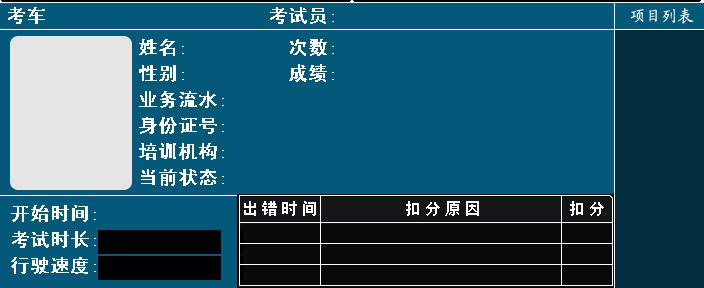 考车 考试员: 项目列表
姓名: 次数:
性别: 成绩:
业务流水:
身份证号:
培训机构:
当前状态:
开始时间:
考试时长:
行驶速度:
出错时间 扣分原因 扣分